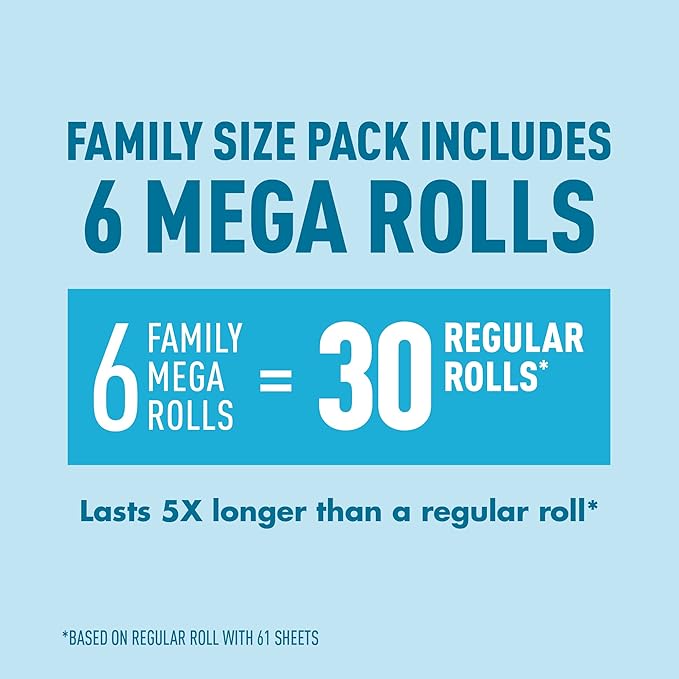 FAMILY SIZE PACK INCLUDES
6 MEGA ROLLS
6 FAMILY MEGA ROLLS = 30 REGULAR ROLLS*
Lasts 5X longer than a regular roll*
*BASED ON REGULAR ROLL WITH 61 SHEETS